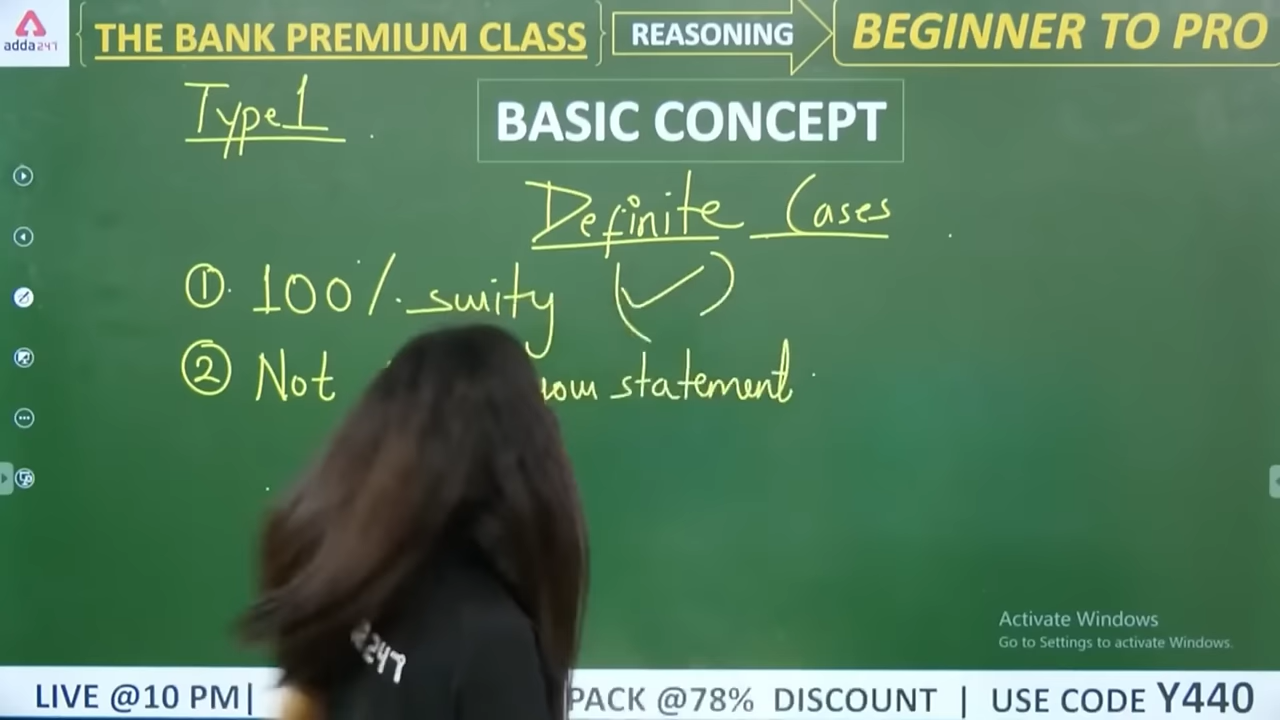 adda247
THE BANK PREMIUM CLASS
REASONING
BEGINNER TO PRO
Type 1
BASIC CONCEPT
Definite Cases
① 100% surity (✓)
② Not statement
247
Activate Windows
Go to Settings to activate Windows.
LIVE @10 PM| PACK @78% DISCOUNT | USE CODE Y440